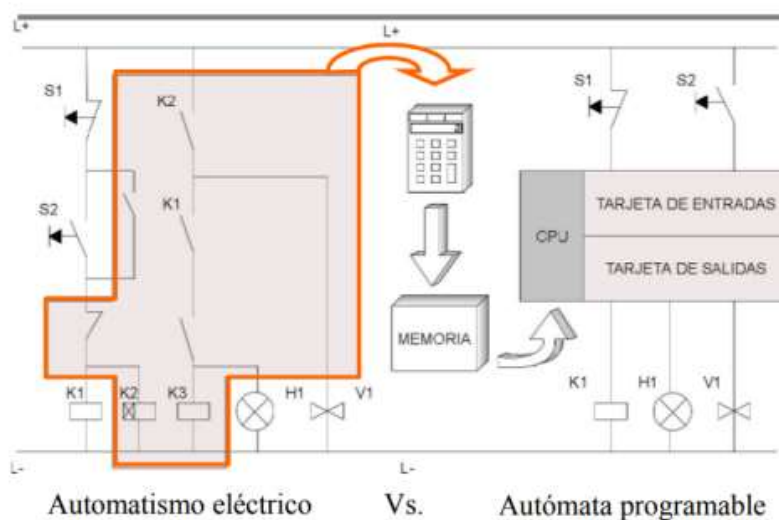 L+
L+
S1
K2
S1
S2
S2
K1
CPU
TARJETA DE ENTRADAS
TARJETA DE SALIDAS
MEMORIA
K1
K2
K3
H1
V1
K1
H1
V1
L-
L-
Automatismo eléctrico Vs. Autómata programable